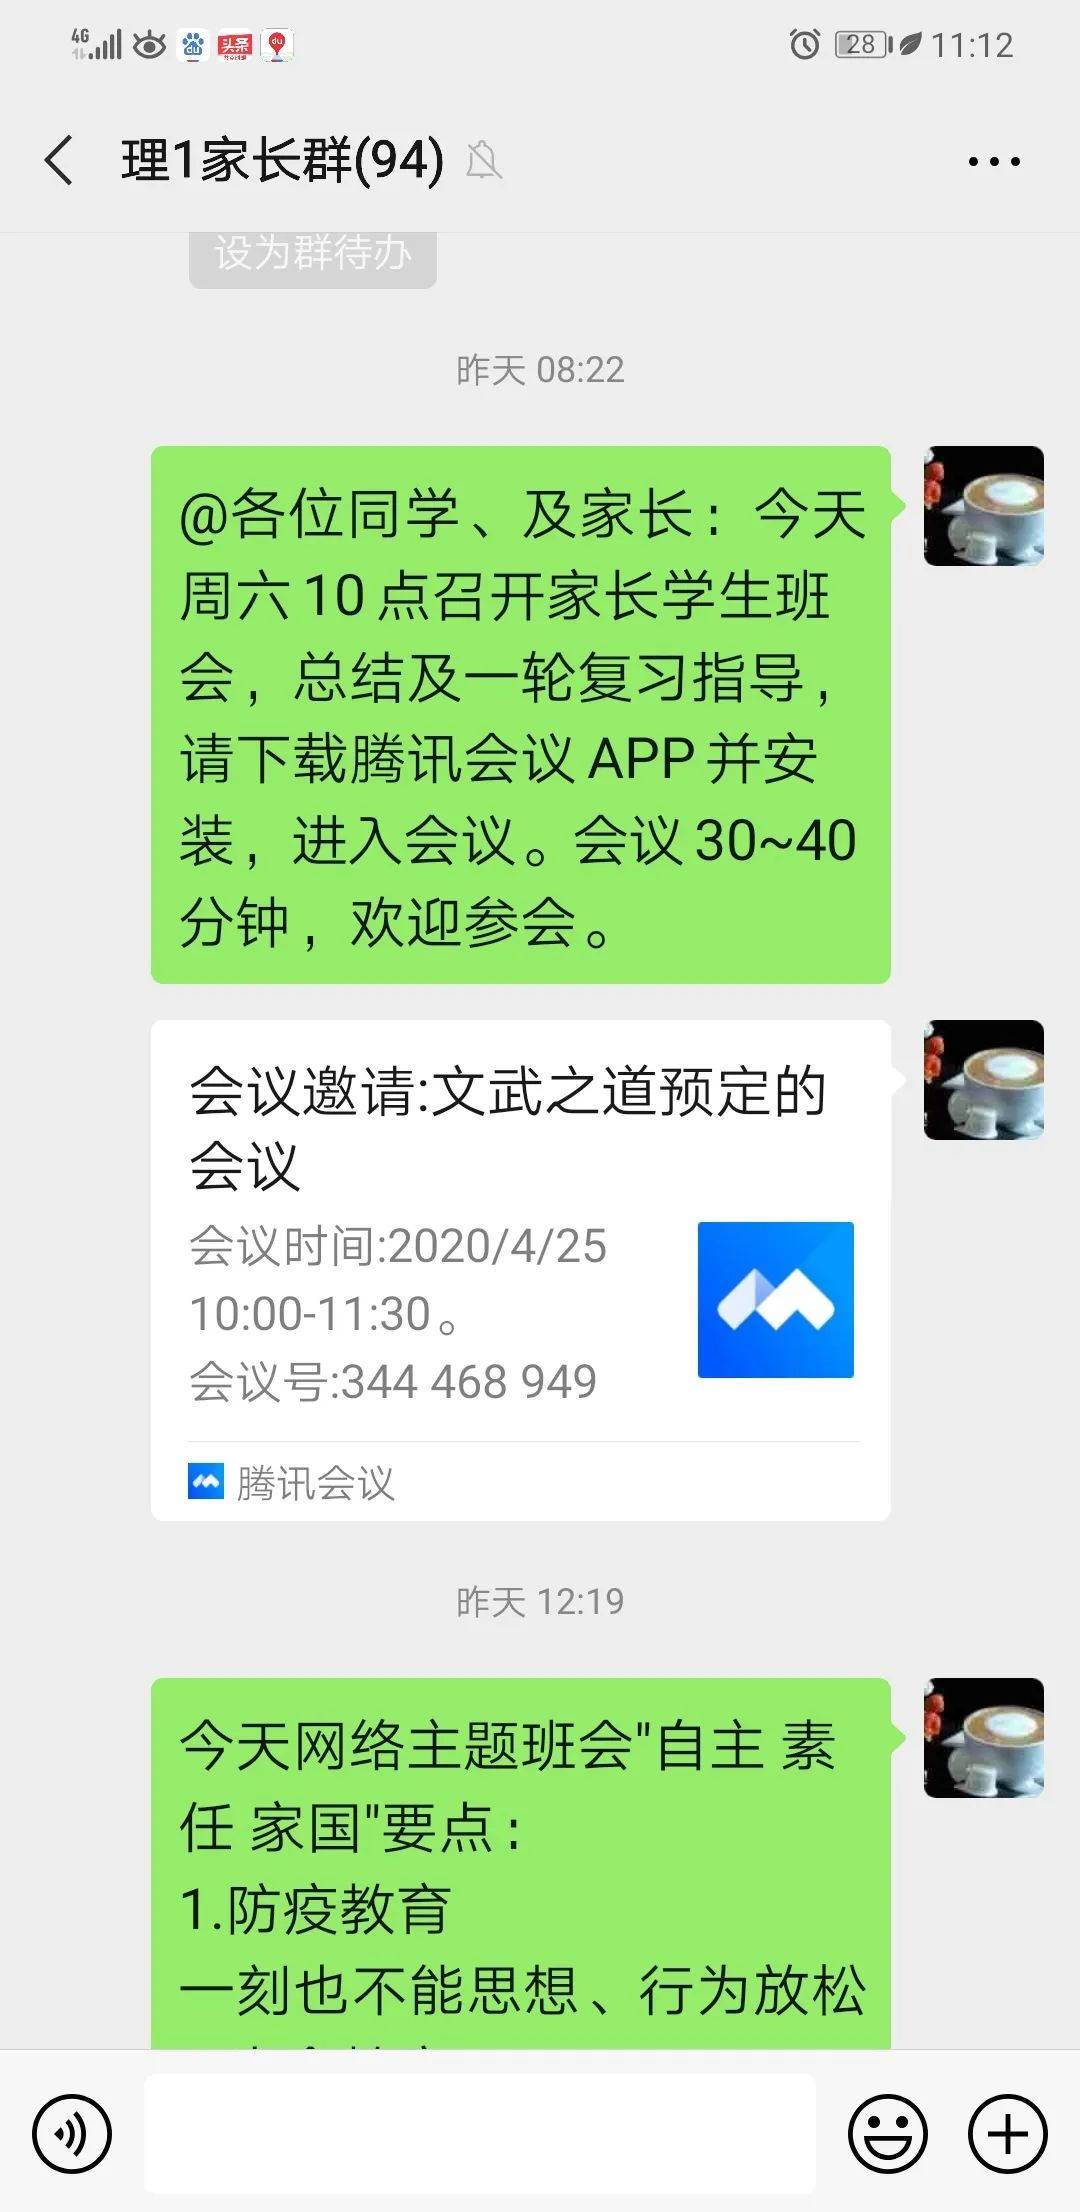 4G
du
头条
du
28
11:12
理1家长群(94)
设为群待办
昨天 08:22
@各位同学、及家长：今天
周六10点召开家长学生班
会，总结及一轮复习指导，
请下载腾讯会议APP并安
装，进入会议。会议30~40
分钟，欢迎参会。
会议邀请:文武之道预定的
会议
会议时间:2020/4/25
10:00-11:30。
会议号:344 468 949
腾讯会议
昨天 12:19
今天网络主题班会"自主 素
任 家国"要点：
1.防疫教育
一刻也不能思想、行为放松